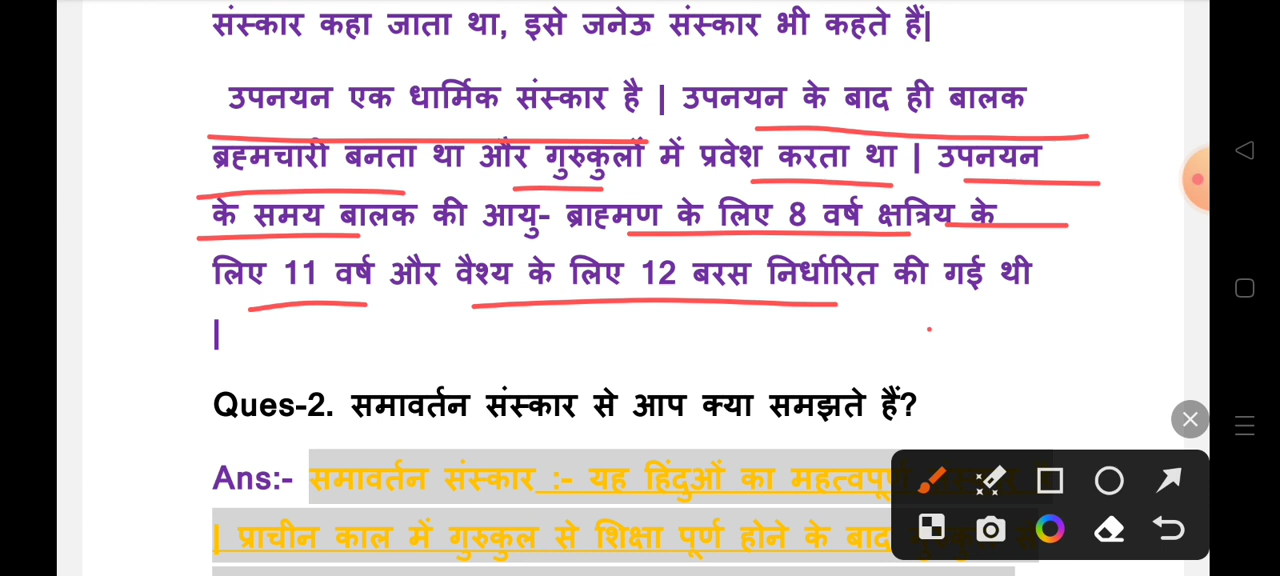 संस्कार कहा जाता था, इसे जनेऊ संस्कार भी कहते हैं|
उपनयन एक धार्मिक संस्कार है | उपनयन के बाद ही बालक
ब्रह्मचारी बनता था और गुरुकुलों में प्रवेश करता था | उपनयन
के समय बालक की आयु- ब्राह्मण के लिए 8 वर्ष क्षत्रिय के
लिए 11 वर्ष और वैश्य के लिए 12 बरस निर्धारित की गई थी
|
Ques-2. समावर्तन संस्कार से आप क्या समझते हैं?
Ans:- समावर्तन संस्कार :- यह हिंदुओं का महत्वपूर्ण
| प्राचीन काल में गुरुकुल से शिक्षा पूर्ण होने के बाद